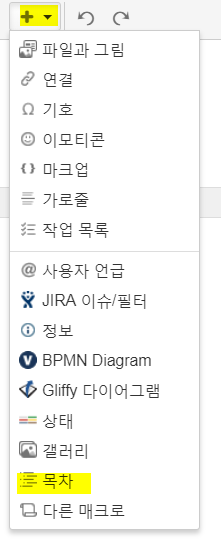 파일과 그림
연결
기호
이모티콘
마크업
가로줄
작업 목록
사용자 언급
JIRA 이슈/필터
정보
BPMN Diagram
Gliffy 다이어그램
상태
갤러리
목차
다른 매크로